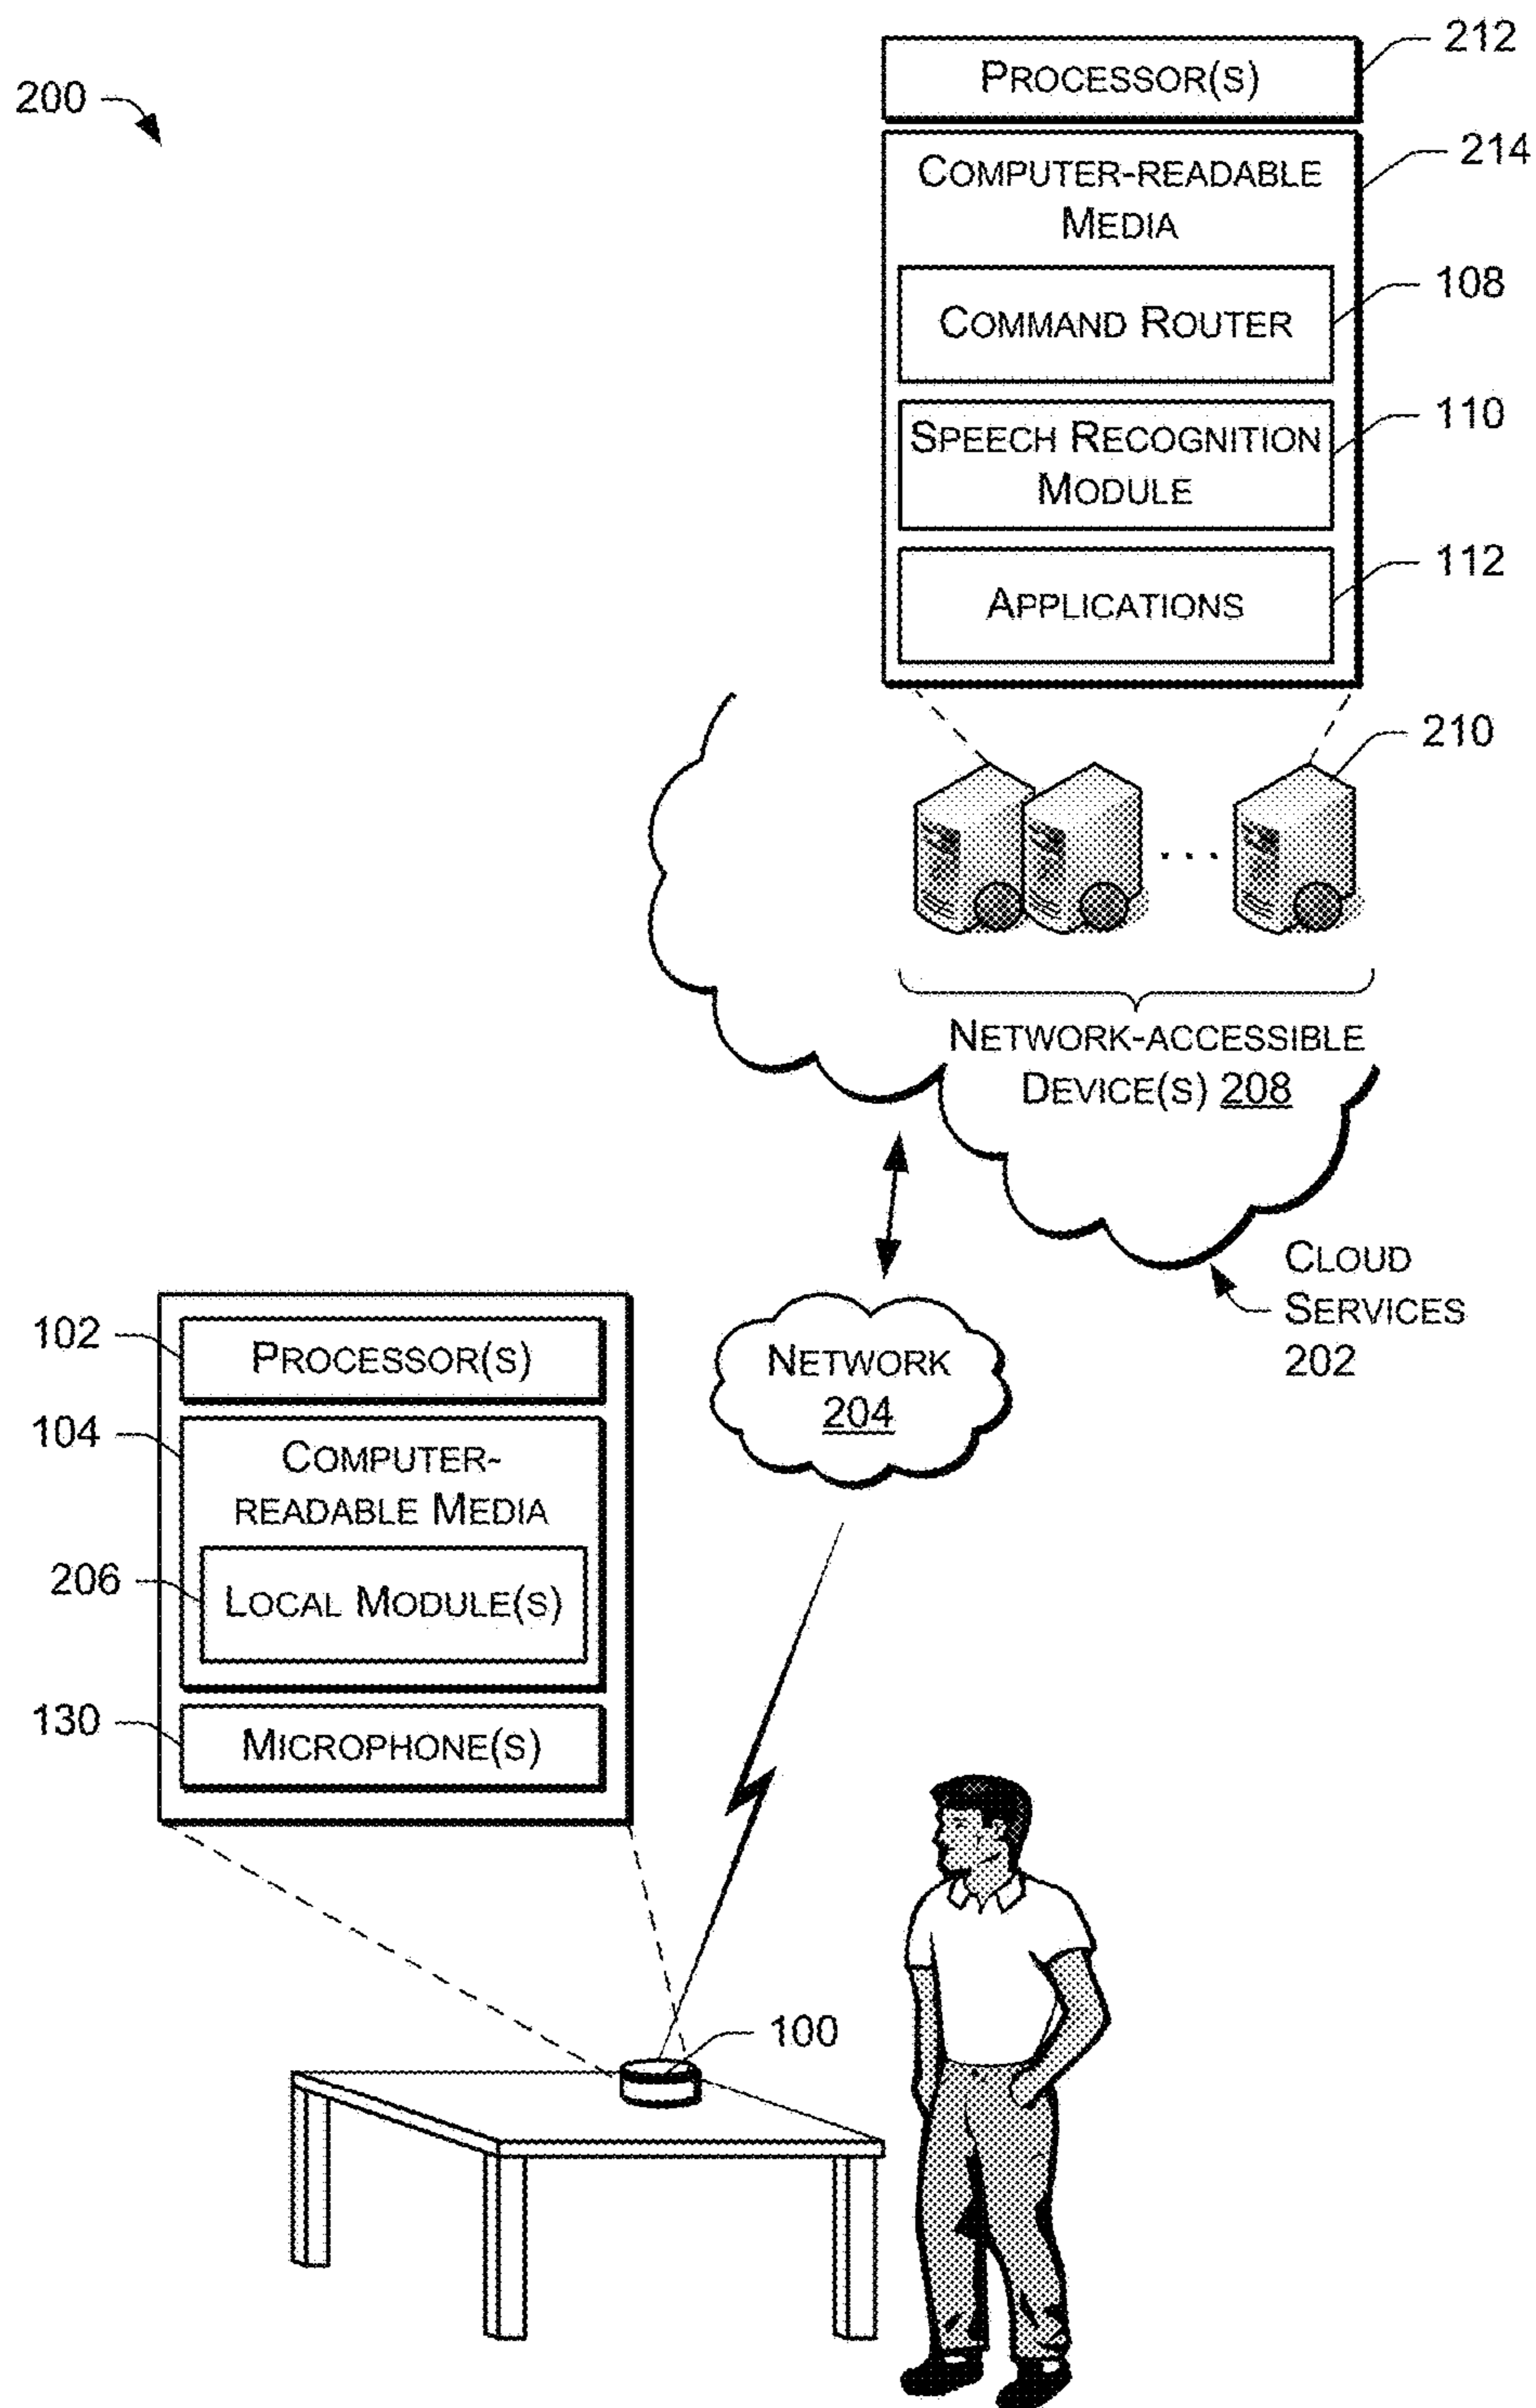 212
PROCESSOR(S)
200
214
COMPUTER-READABLE
MEDIA
108
COMMAND ROUTER
110
SPEECH RECOGNITION
MODULE
112
APPLICATIONS
210
...
NETWORK-ACCESSIBLE
DEVICE(S) 208
CLOUD
SERVICES
202
102
PROCESSOR(S)
NETWORK
204
104
COMPUTER-
READABLE MEDIA
206
LOCAL MODULE(S)
130
MICROPHONE(S)
100